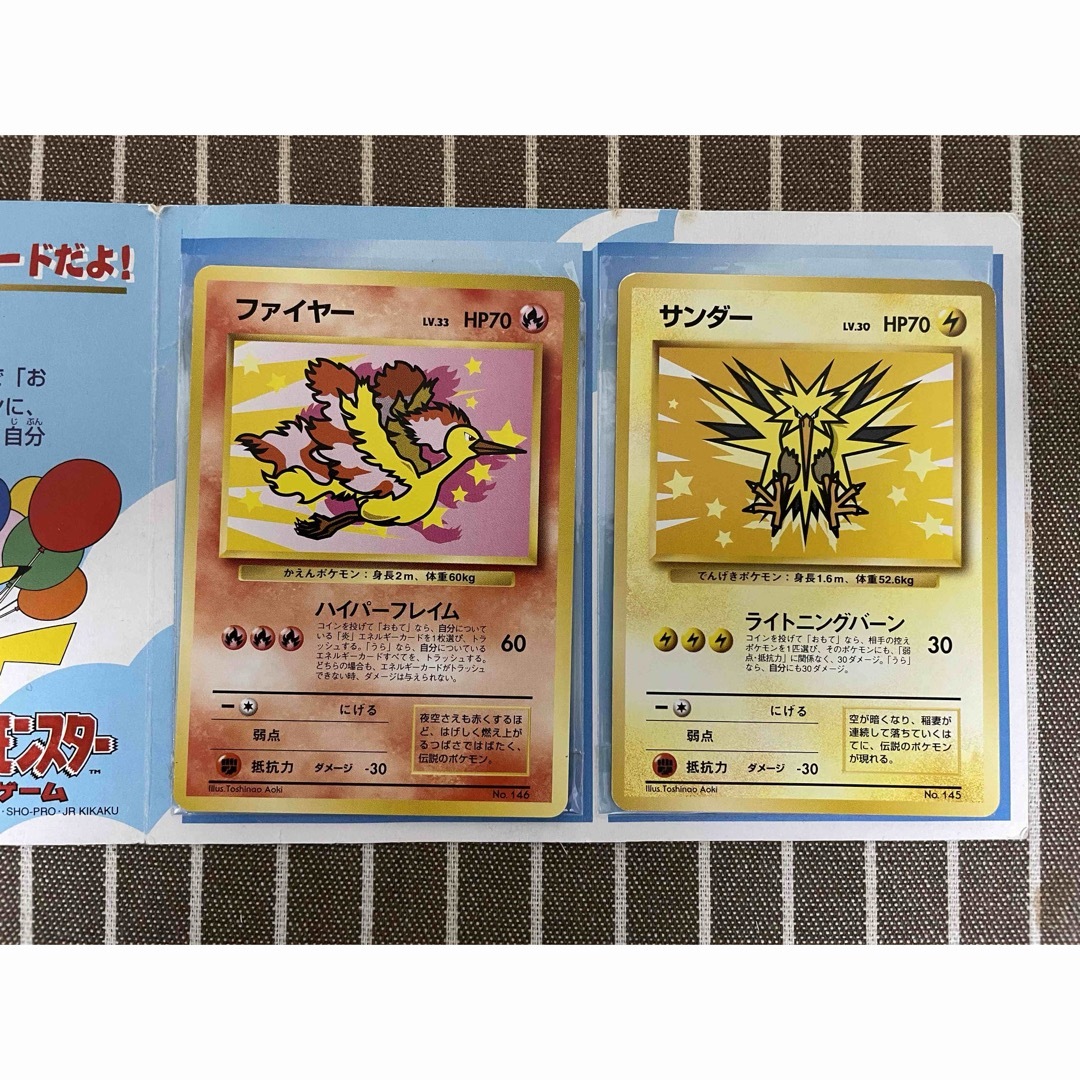 ードだよ!
で「お
ンに、
じぶん
自分
モンスター™
ゲーム
・SHO-PRO・JR KIKAKU
ファイヤー LV.33 HP70
かえんポケモン:身長2m、体重60kg
ハイパーフレイム
コインを投げて「おもて」なら、自分について
いる「炎」エネルギーカードを1枚選び、トラ
ッシュする。「うら」なら、自分についている
エネルギーカードすべてを、トラッシュする。
どちらの場合も、エネルギーカードがトラッシュ
できない時、ダメージは与えられない。
60
にげる
弱点
抵抗力 ダメージ -30
夜空さえも赤くするほ
ど、はげしく燃え上が
るつばさではばたく、
伝説のポケモン。
Illus.Toshinao Aoki
No.146
サンダー LV.30 HP70
でんげきポケモン:身長1.6m、体重52.6kg
ライトニングバーン
コインを投げて「おもて」なら、相手の控え
ポケモンを1匹選び、そのポケモンにも、「弱
点・抵抗力」に関係なく、30ダメージ。「うら」
なら、自分にも30ダメージ。
30
にげる
弱点
抵抗力 ダメージ -30
空が暗くなり、稲妻が
連続して落ちていくは
てに、伝説のポケモン
が現れる。
Illus.Toshinao Aoki
No.145